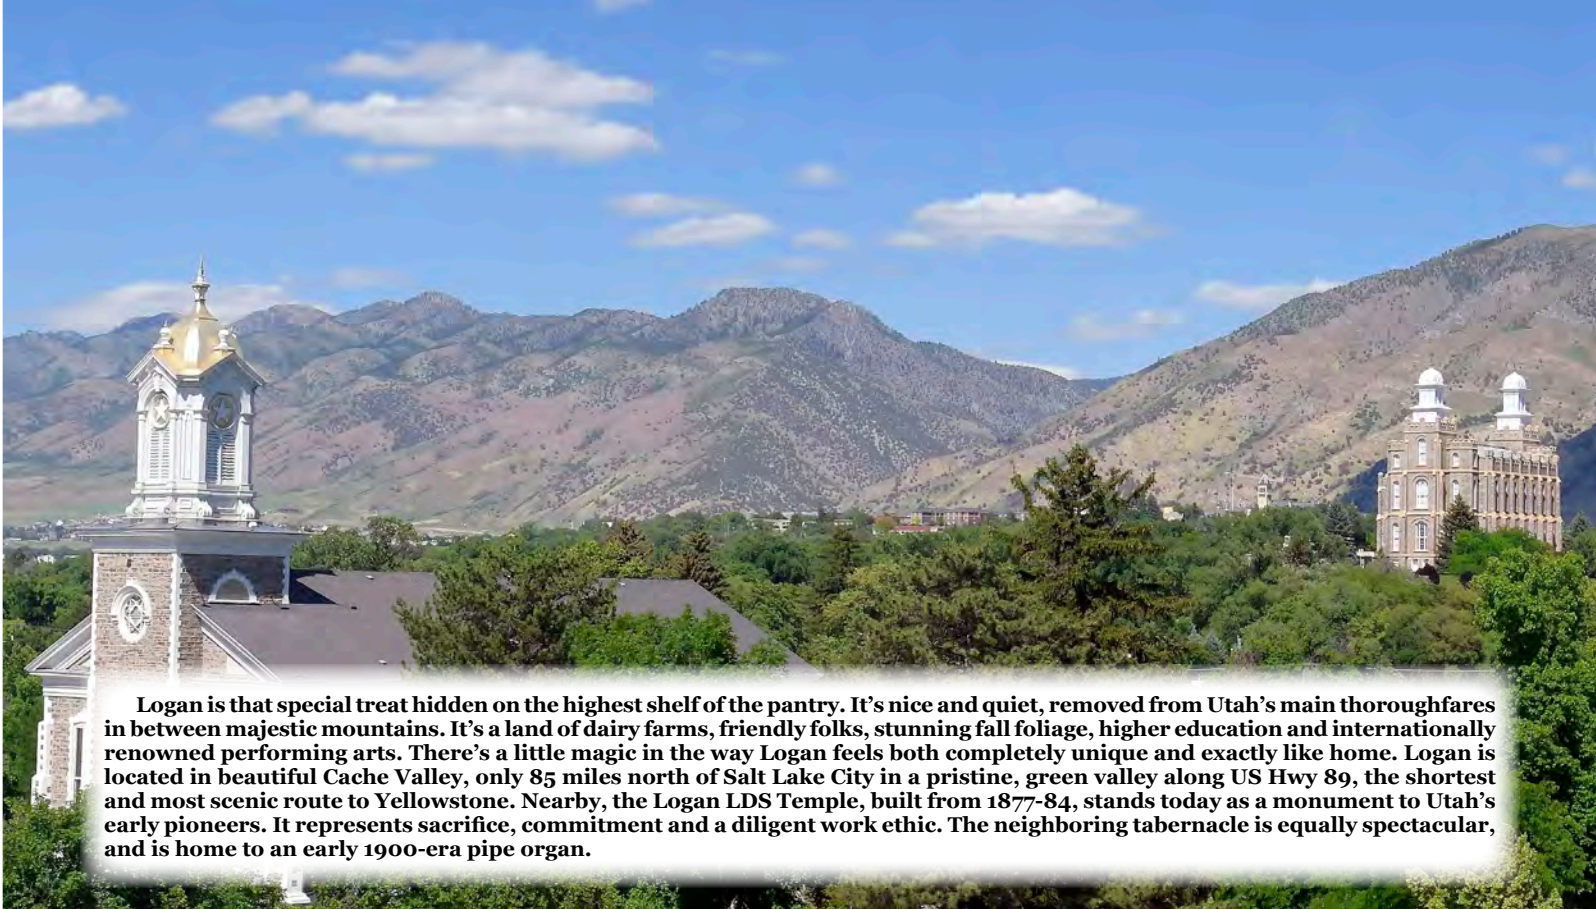 Logan is that special treat hidden on the highest shelf of the pantry. It’s nice and quiet, removed from Utah’s main thoroughfares
in between majestic mountains. It’s a land of dairy farms, friendly folks, stunning fall foliage, higher education and internationally
renowned performing arts. There’s a little magic in the way Logan feels both completely unique and exactly like home. Logan is
located in beautiful Cache Valley, only 85 miles north of Salt Lake City in a pristine, green valley along US Hwy 89, the shortest
and most scenic route to Yellowstone. Nearby, the Logan LDS Temple, built from 1877-84, stands today as a monument to Utah’s
early pioneers. It represents sacrifice, commitment and a diligent work ethic. The neighboring tabernacle is equally spectacular,
and is home to an early 1900-era pipe organ.